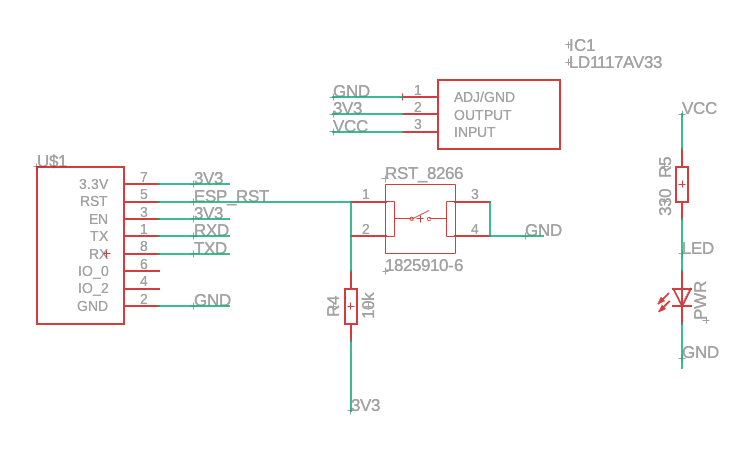 IC1
LD1117AV33
GND 1 ADJ/GND
3V3 2 OUTPUT
VCC 3 INPUT
VCC
R5
330
LED
PWR
GND
U$1
3.3V 7 3V3
RST 5 ESP_RST
EN 3 3V3
TX 1 RXD
RX 8 TXD
IO_0 6
IO_2 4
GND 2 GND
RST_8266
1 3
2 4 GND
1825910-6
R4
10k
3V3